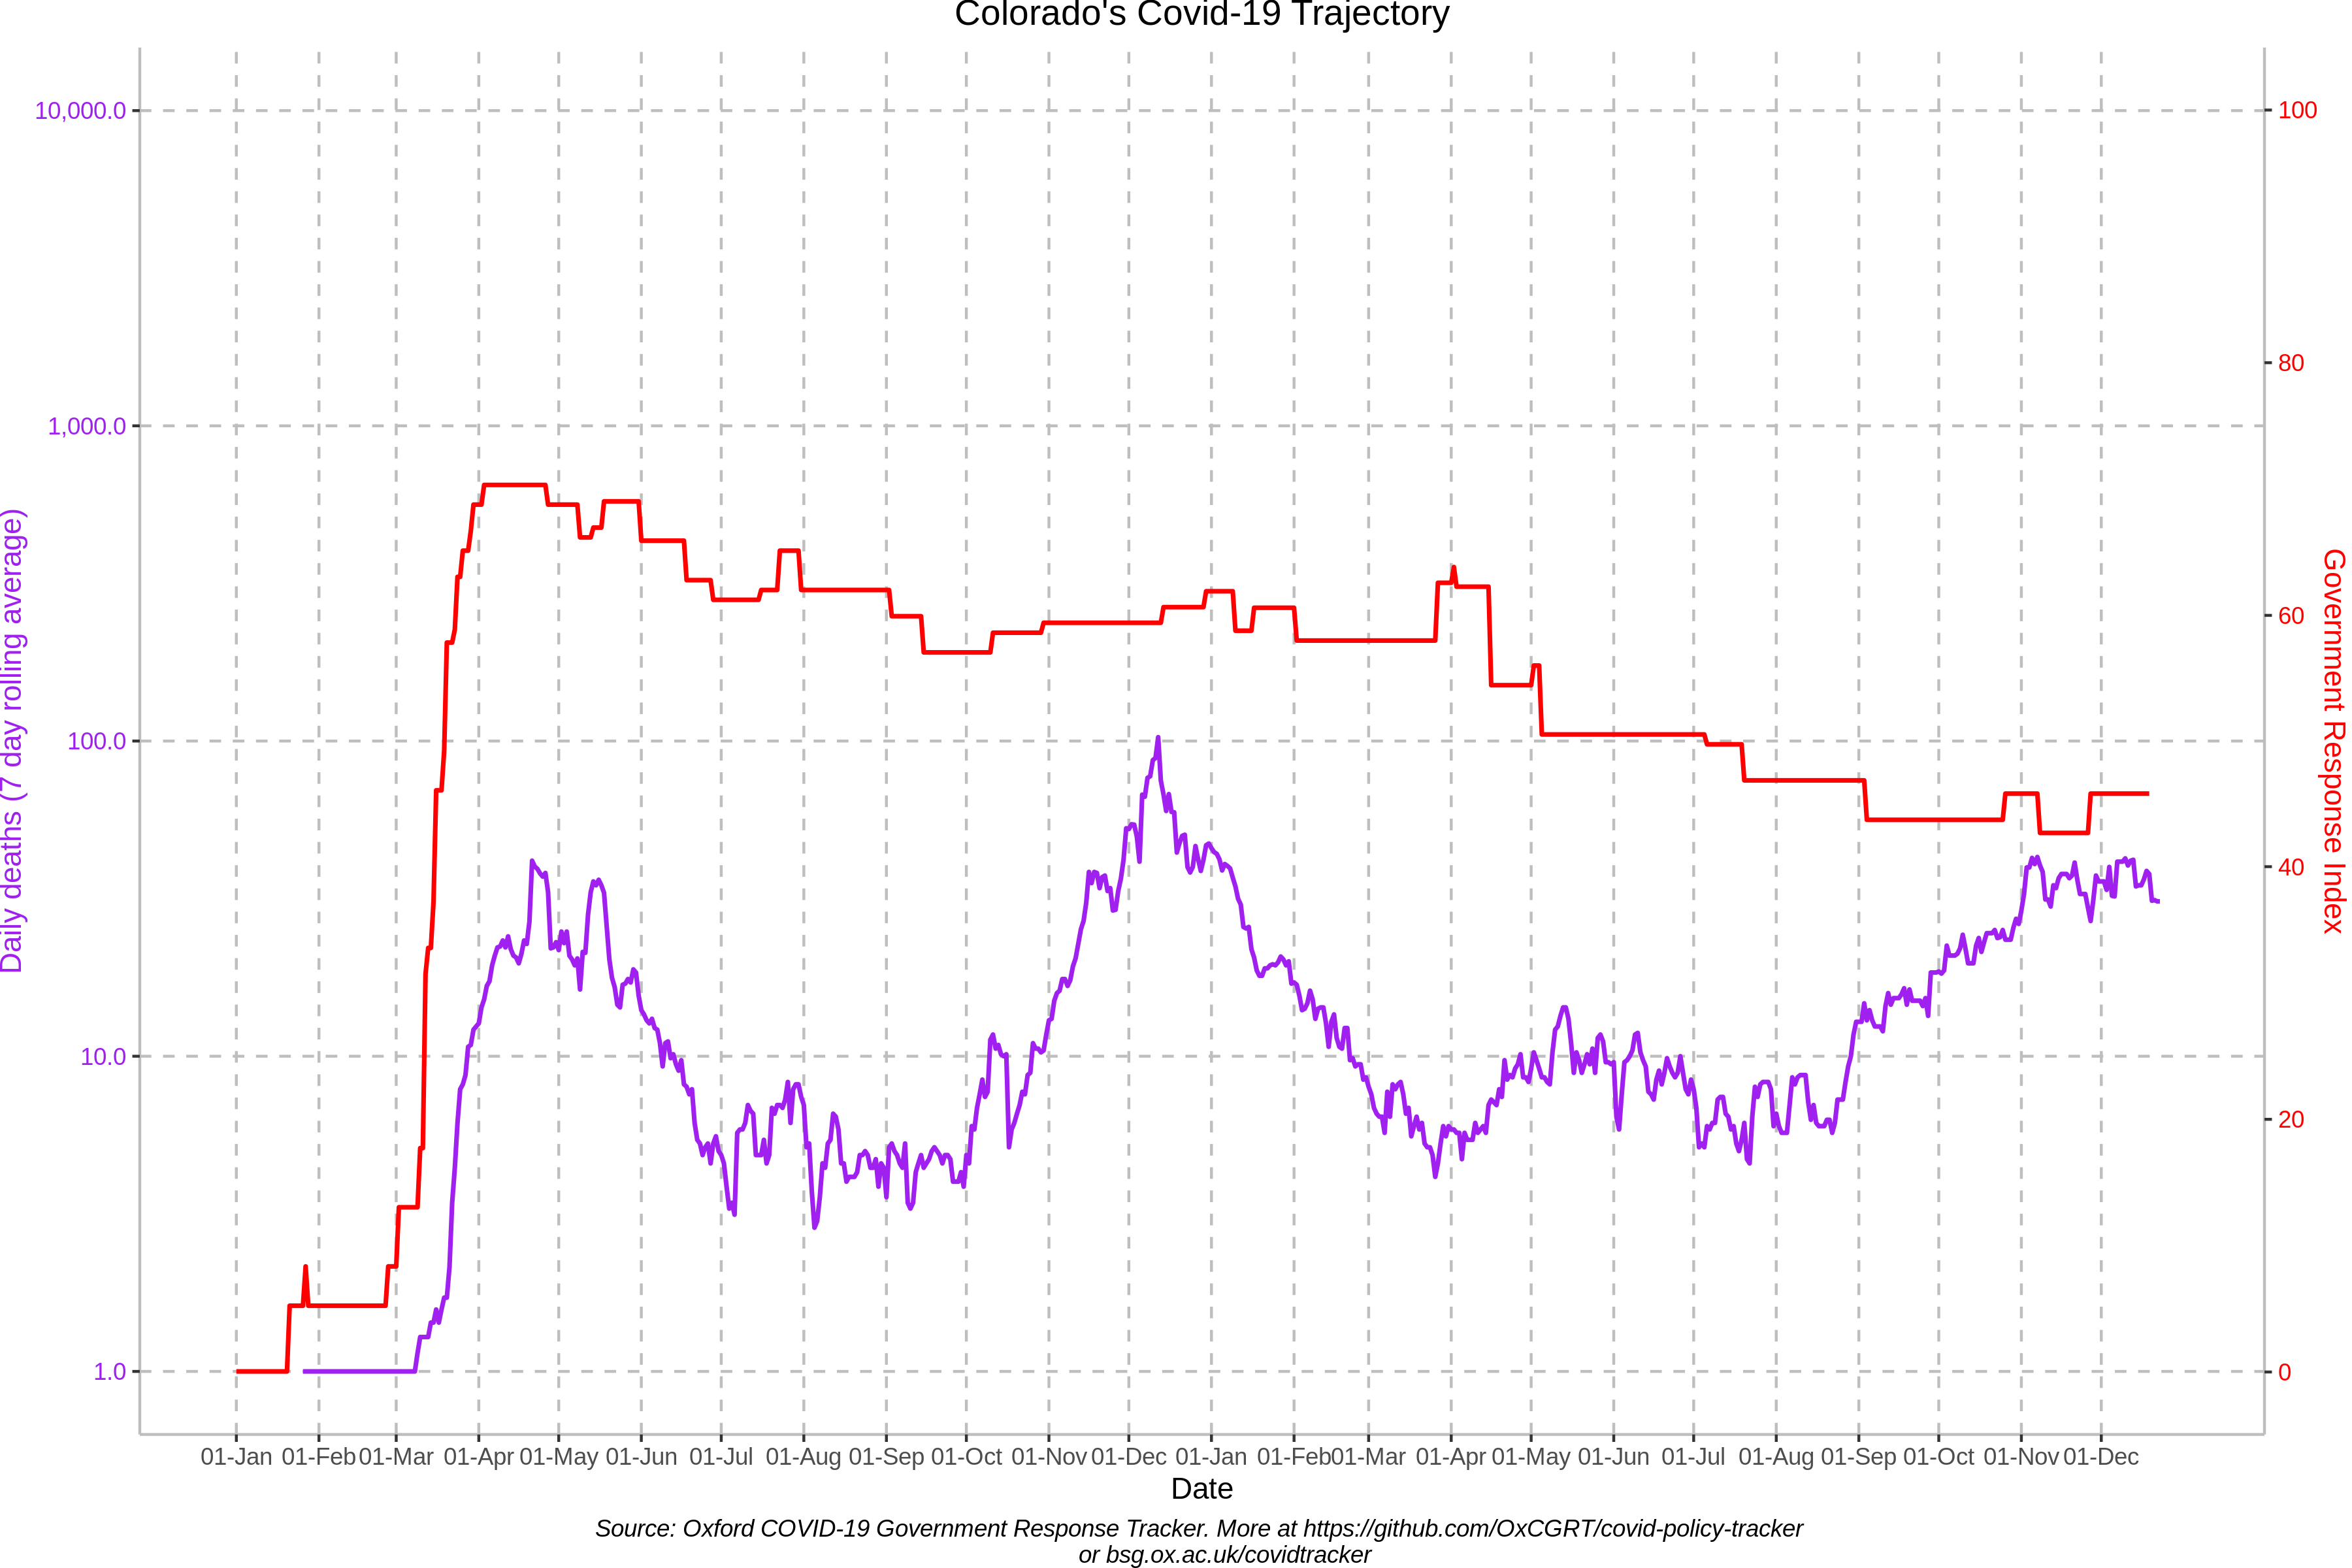 Colorado's Covid-19 Trajectory
10,000.0
1,000.0
100.0
10.0
1.0
Daily deaths (7 day rolling average)
100
80
60
40
20
0
Government Response Index
01-Jan 01-Feb 01-Mar 01-Apr 01-May 01-Jun 01-Jul 01-Aug 01-Sep 01-Oct 01-Nov 01-Dec 01-Jan 01-Feb 01-Mar 01-Apr 01-May 01-Jun 01-Jul 01-Aug 01-Sep 01-Oct 01-Nov 01-Dec
Date
Source: Oxford COVID-19 Government Response Tracker. More at https://github.com/OxCGRT/covid-policy-tracker
or bsg.ox.ac.uk/covidtracker